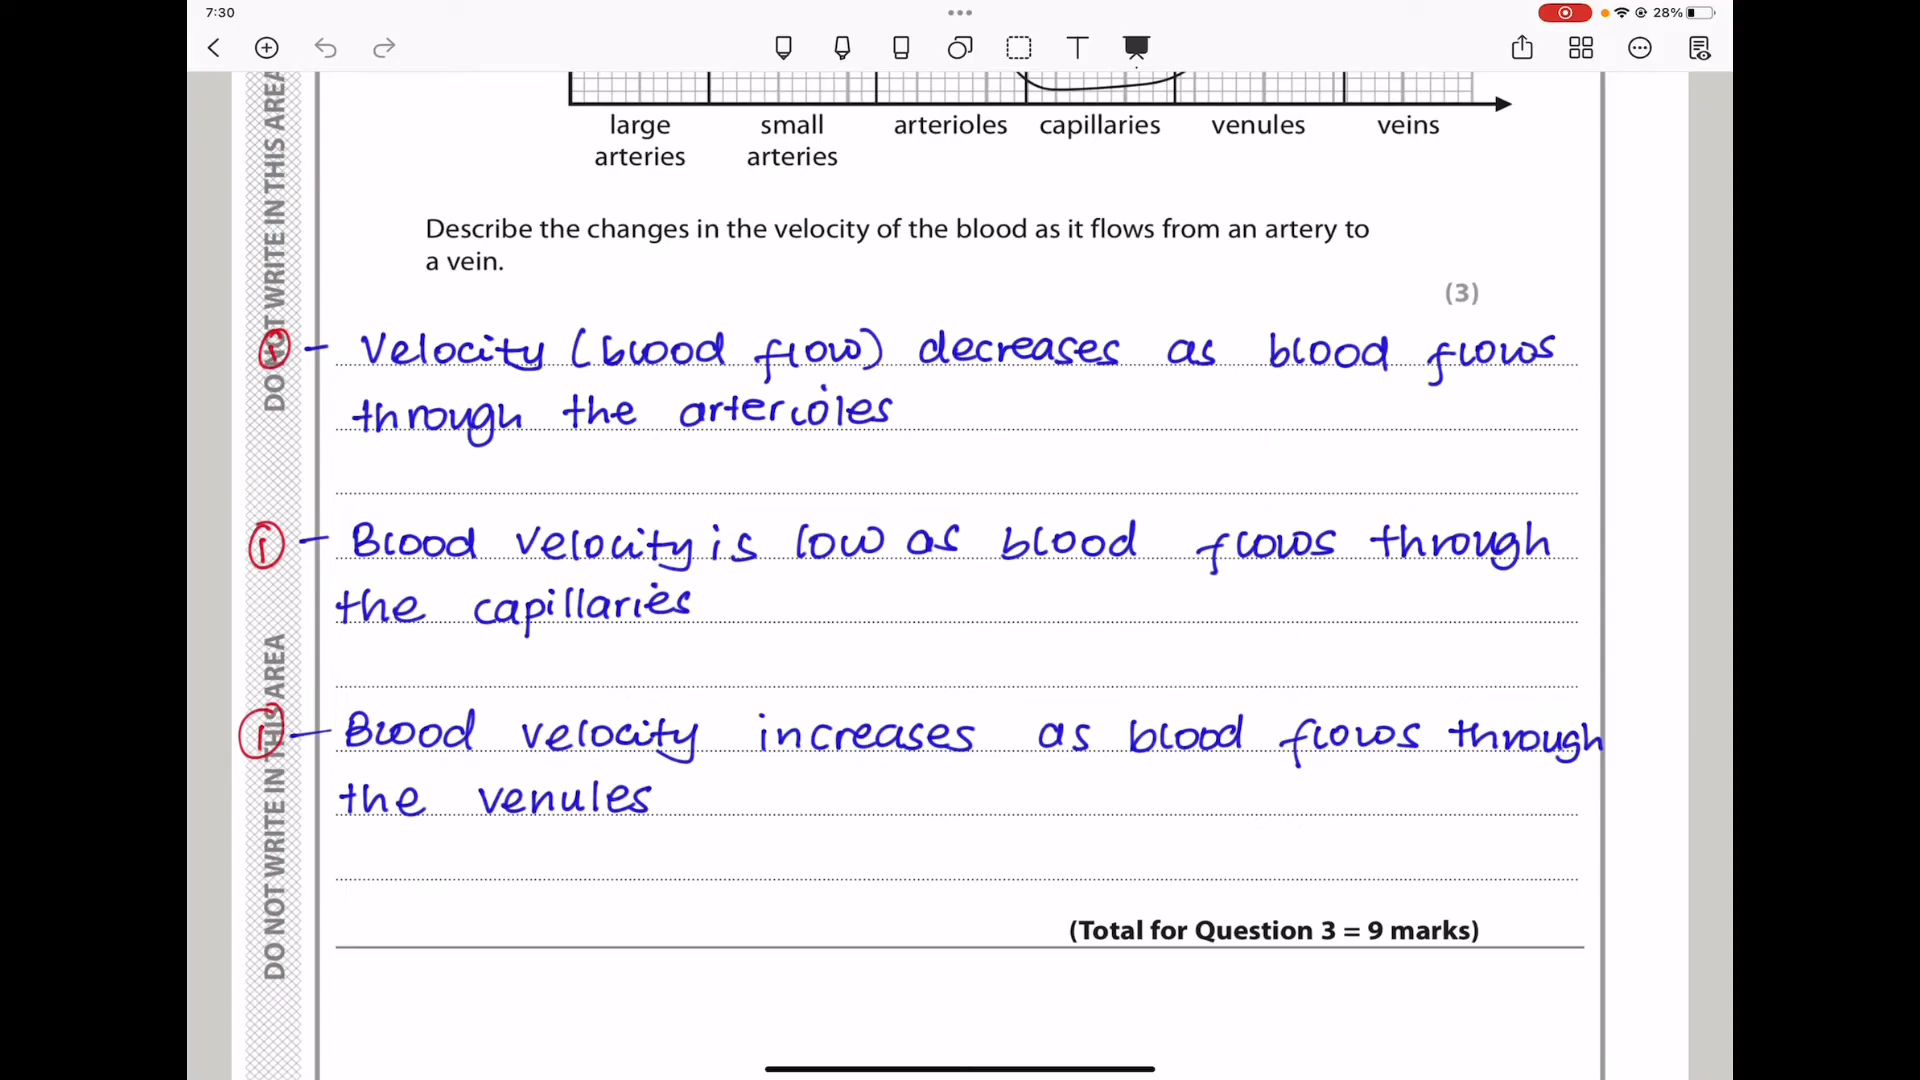 7:30
28%
large small arterioles capillaries venules veins
arteries arteries
Describe the changes in the velocity of the blood as it flows from an artery to
a vein.
(3)
1 - Velocity (blood flow) decreases as blood flows
through the arterioles
1 - Blood velocity is low as blood flows through
the capillaries
1 - Blood velocity increases as blood flows through
the venules
(Total for Question 3 = 9 marks)
DO NOT WRITE IN THIS AREA
DO NOT WRITE IN THIS AREA